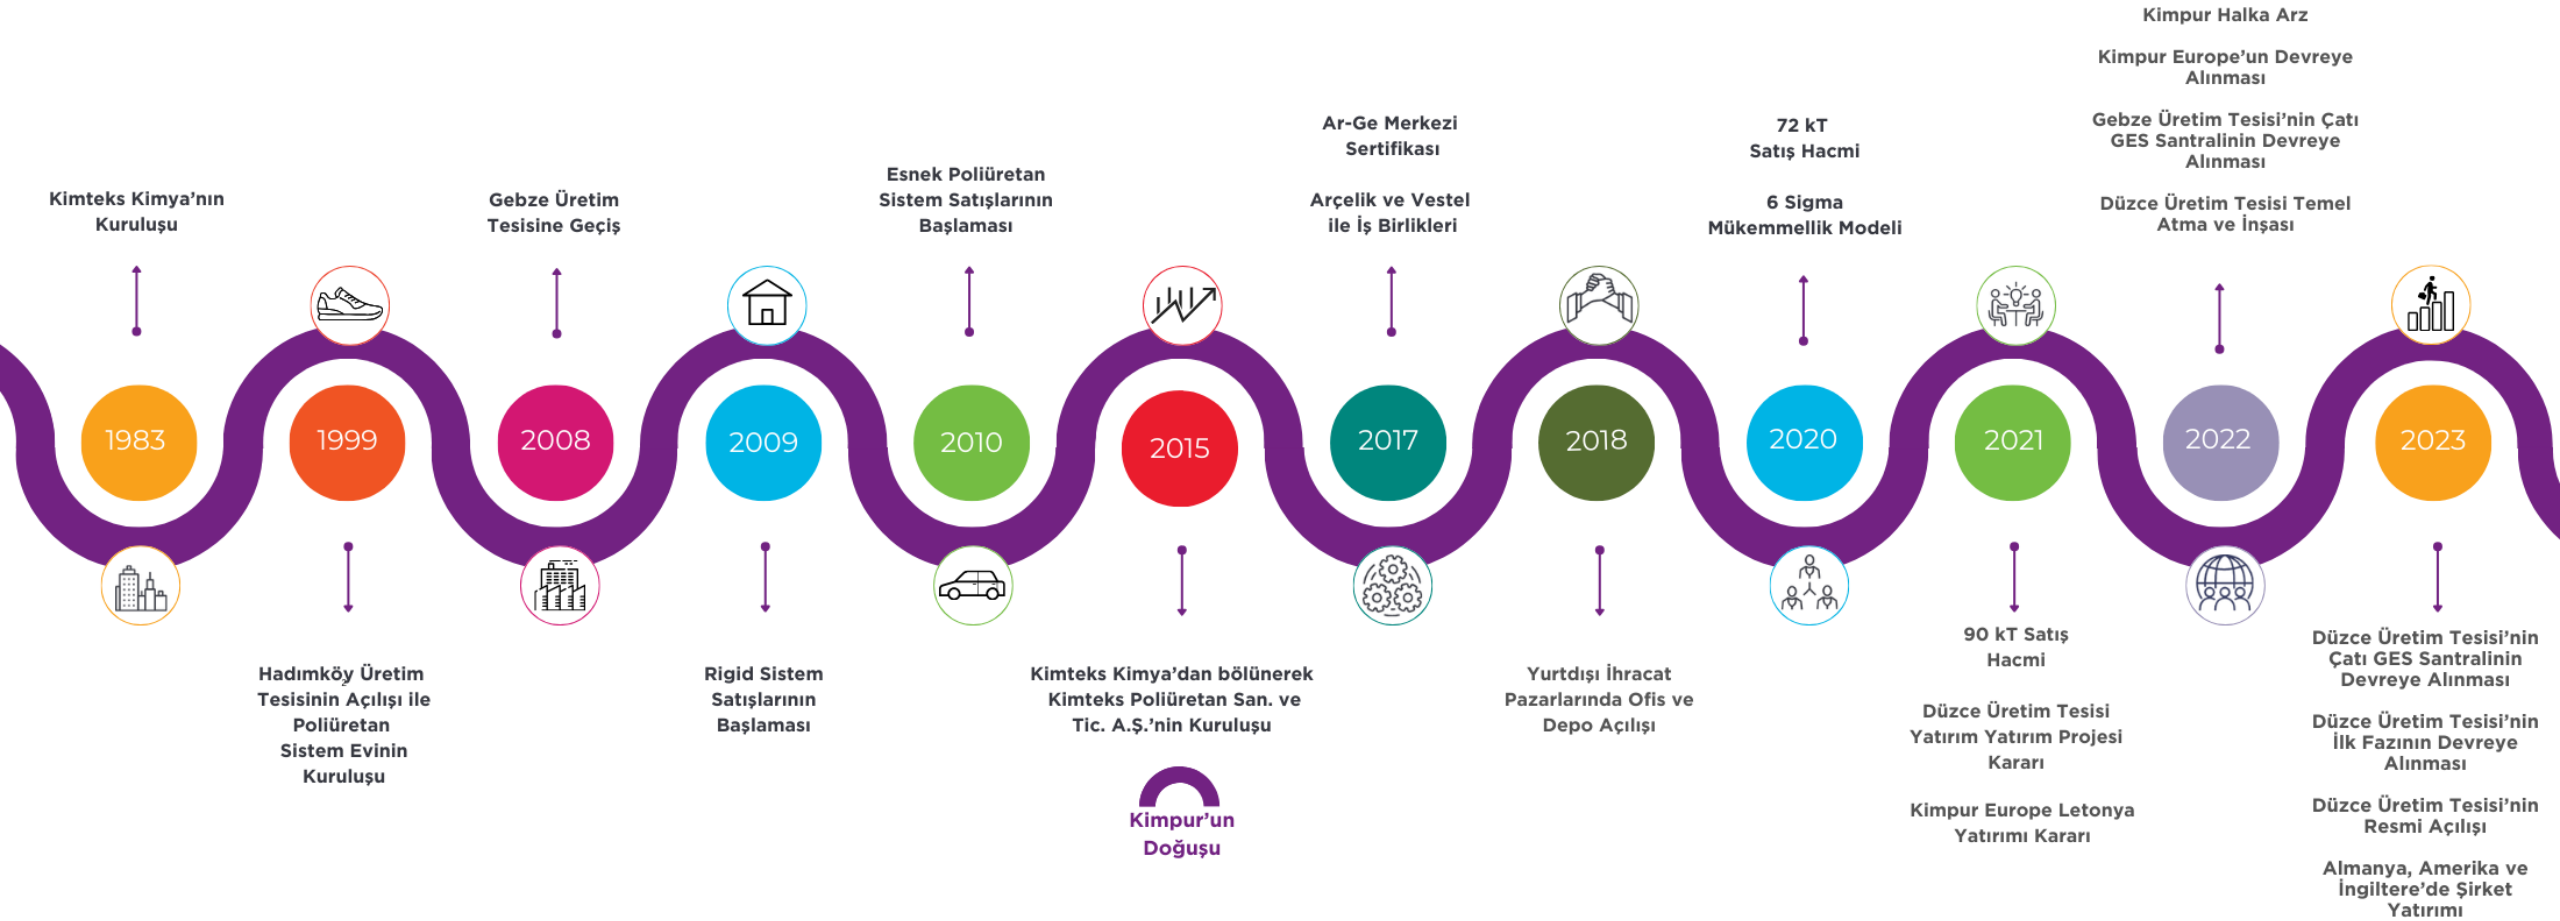 Kimteks Kimya’nın
Kuruluşu
1983
1999
Hadımköy Üretim
Tesisinin Açılışı ile
Poliüretan
Sistem Evinin
Kuruluşu
Gebze Üretim
Tesisine Geçiş
2008
2009
Rigid Sistem
Satışlarının
Başlaması
Esnek Poliüretan
Sistem Satışlarının
Başlaması
2010
2015
Kimteks Kimya’dan bölünerek
Kimteks Poliüretan San. ve
Tic. A.Ş.’nin Kuruluşu
Kimpur’un
Doğuşu
Ar-Ge Merkezi
Sertifikası
Arçelik ve Vestel
ile İş Birlikleri
2017
2018
Yurtdışı İhracat
Pazarlarında Ofis ve
Depo Açılışı
72 kT
Satış Hacmi
6 Sigma
Mükemmellik Modeli
2020
2021
90 kT Satış
Hacmi
Düzce Üretim Tesisi
Yatırım Yatırım Projesi
Kararı
Kimpur Europe Letonya
Yatırımı Kararı
Kimpur Halka Arz
Kimpur Europe’un Devreye
Alınması
Gebze Üretim Tesisi’nin Çatı
GES Santralinin Devreye
Alınması
Düzce Üretim Tesisi Temel
Atma ve İnşası
2022
2023
Düzce Üretim Tesisi’nin
Çatı GES Santralinin
Devreye Alınması
Düzce Üretim Tesisi’nin
İlk Fazının Devreye
Alınması
Düzce Üretim Tesisi’nin
Resmi Açılışı
Almanya, Amerika ve
İngiltere’de Şirket
Yatırımı